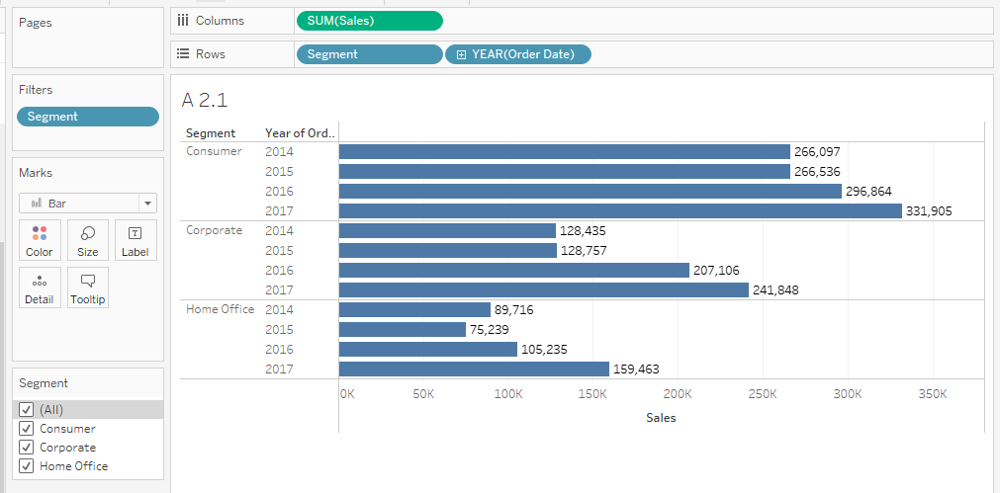 Pages
Columns SUM(Sales)
Rows Segment YEAR(Order Date)
Filters
Segment
Marks
Bar
Color Size Label
Detail Tooltip
Segment
(All)
Consumer
Corporate
Home Office
A 2.1
Segment Year of Ord..
Consumer 2014 266,097
2015 266,536
2016 296,864
2017 331,905
Corporate 2014 128,435
2015 128,757
2016 207,106
2017 241,848
Home Office 2014 89,716
2015 75,239
2016 105,235
2017 159,463
0K 50K 100K 150K 200K 250K 300K 350K
Sales